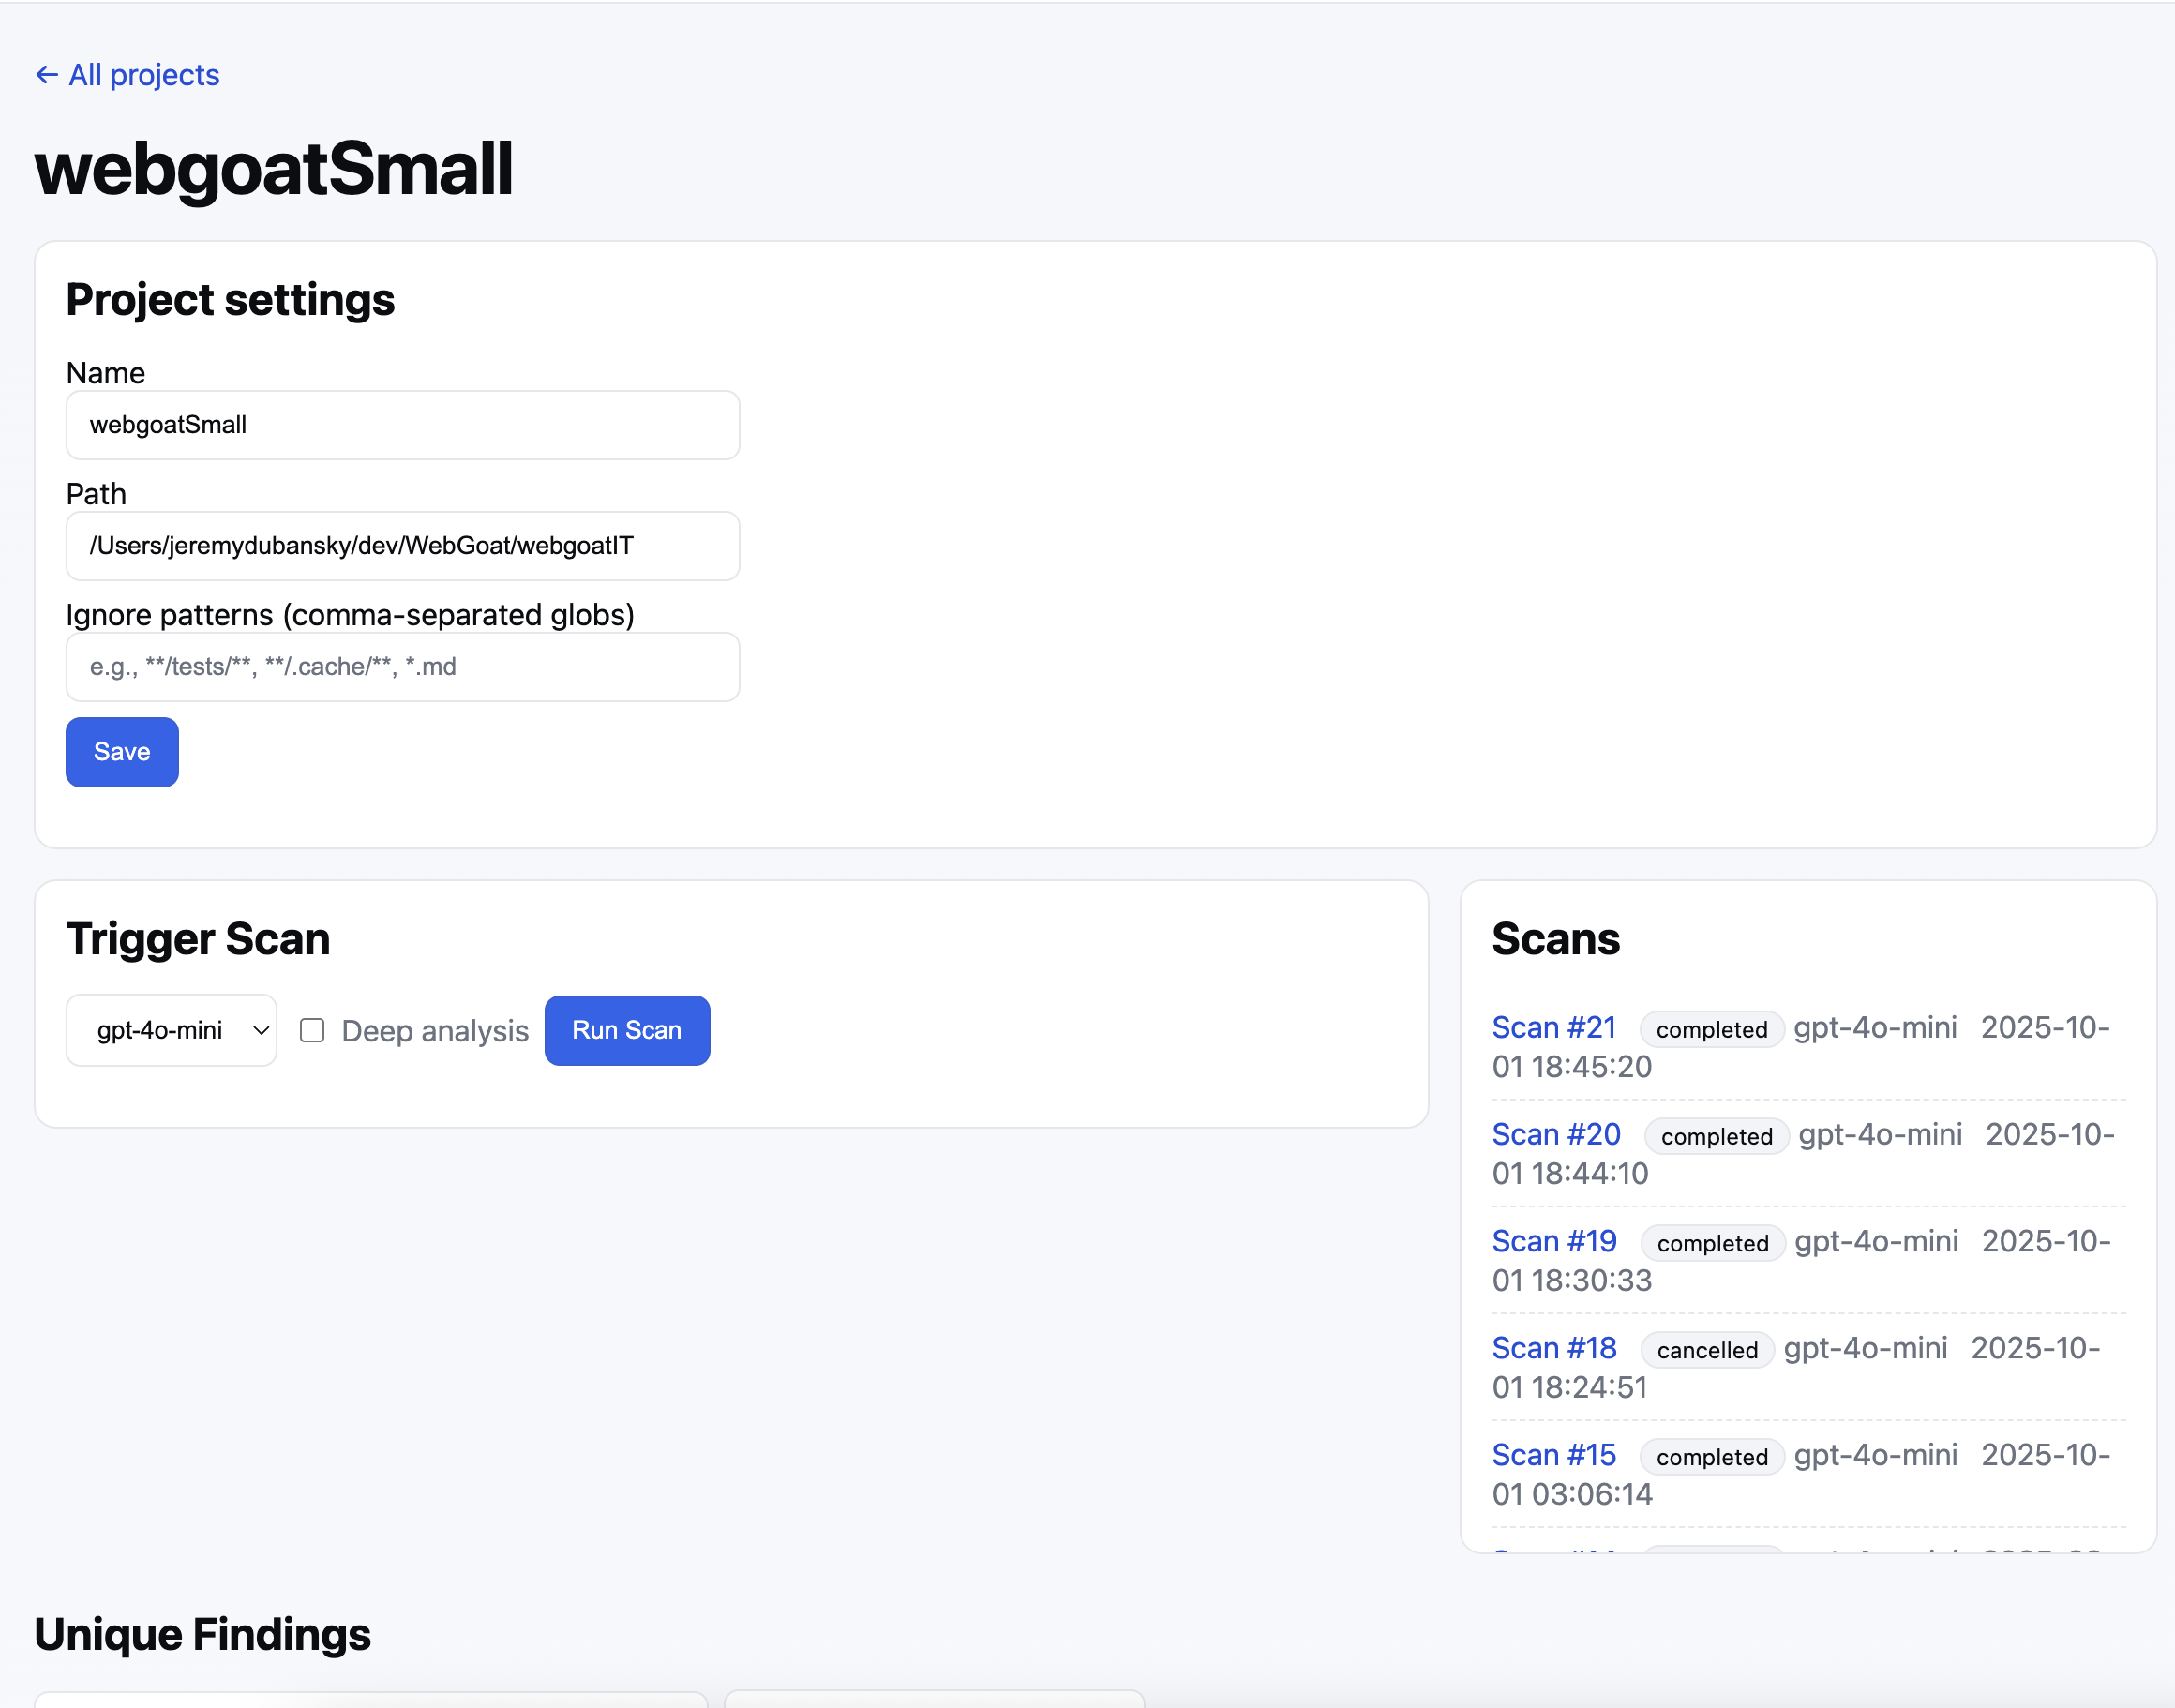 ← All projects
webgoatSmall
Project settings
Name
webgoatSmall
Path
/Users/jeremydubansky/dev/WebGoat/webgoatIT
Ignore patterns (comma-separated globs)
e.g., **/tests/**, **/.cache/**, *.md
Save
Trigger Scan
gpt-4o-mini
Deep analysis
Run Scan
Scans
Scan #21 completed gpt-4o-mini 2025-10-
01 18:45:20
Scan #20 completed gpt-4o-mini 2025-10-
01 18:44:10
Scan #19 completed gpt-4o-mini 2025-10-
01 18:30:33
Scan #18 cancelled gpt-4o-mini 2025-10-
01 18:24:51
Scan #15 completed gpt-4o-mini 2025-10-
01 03:06:14
Unique Findings